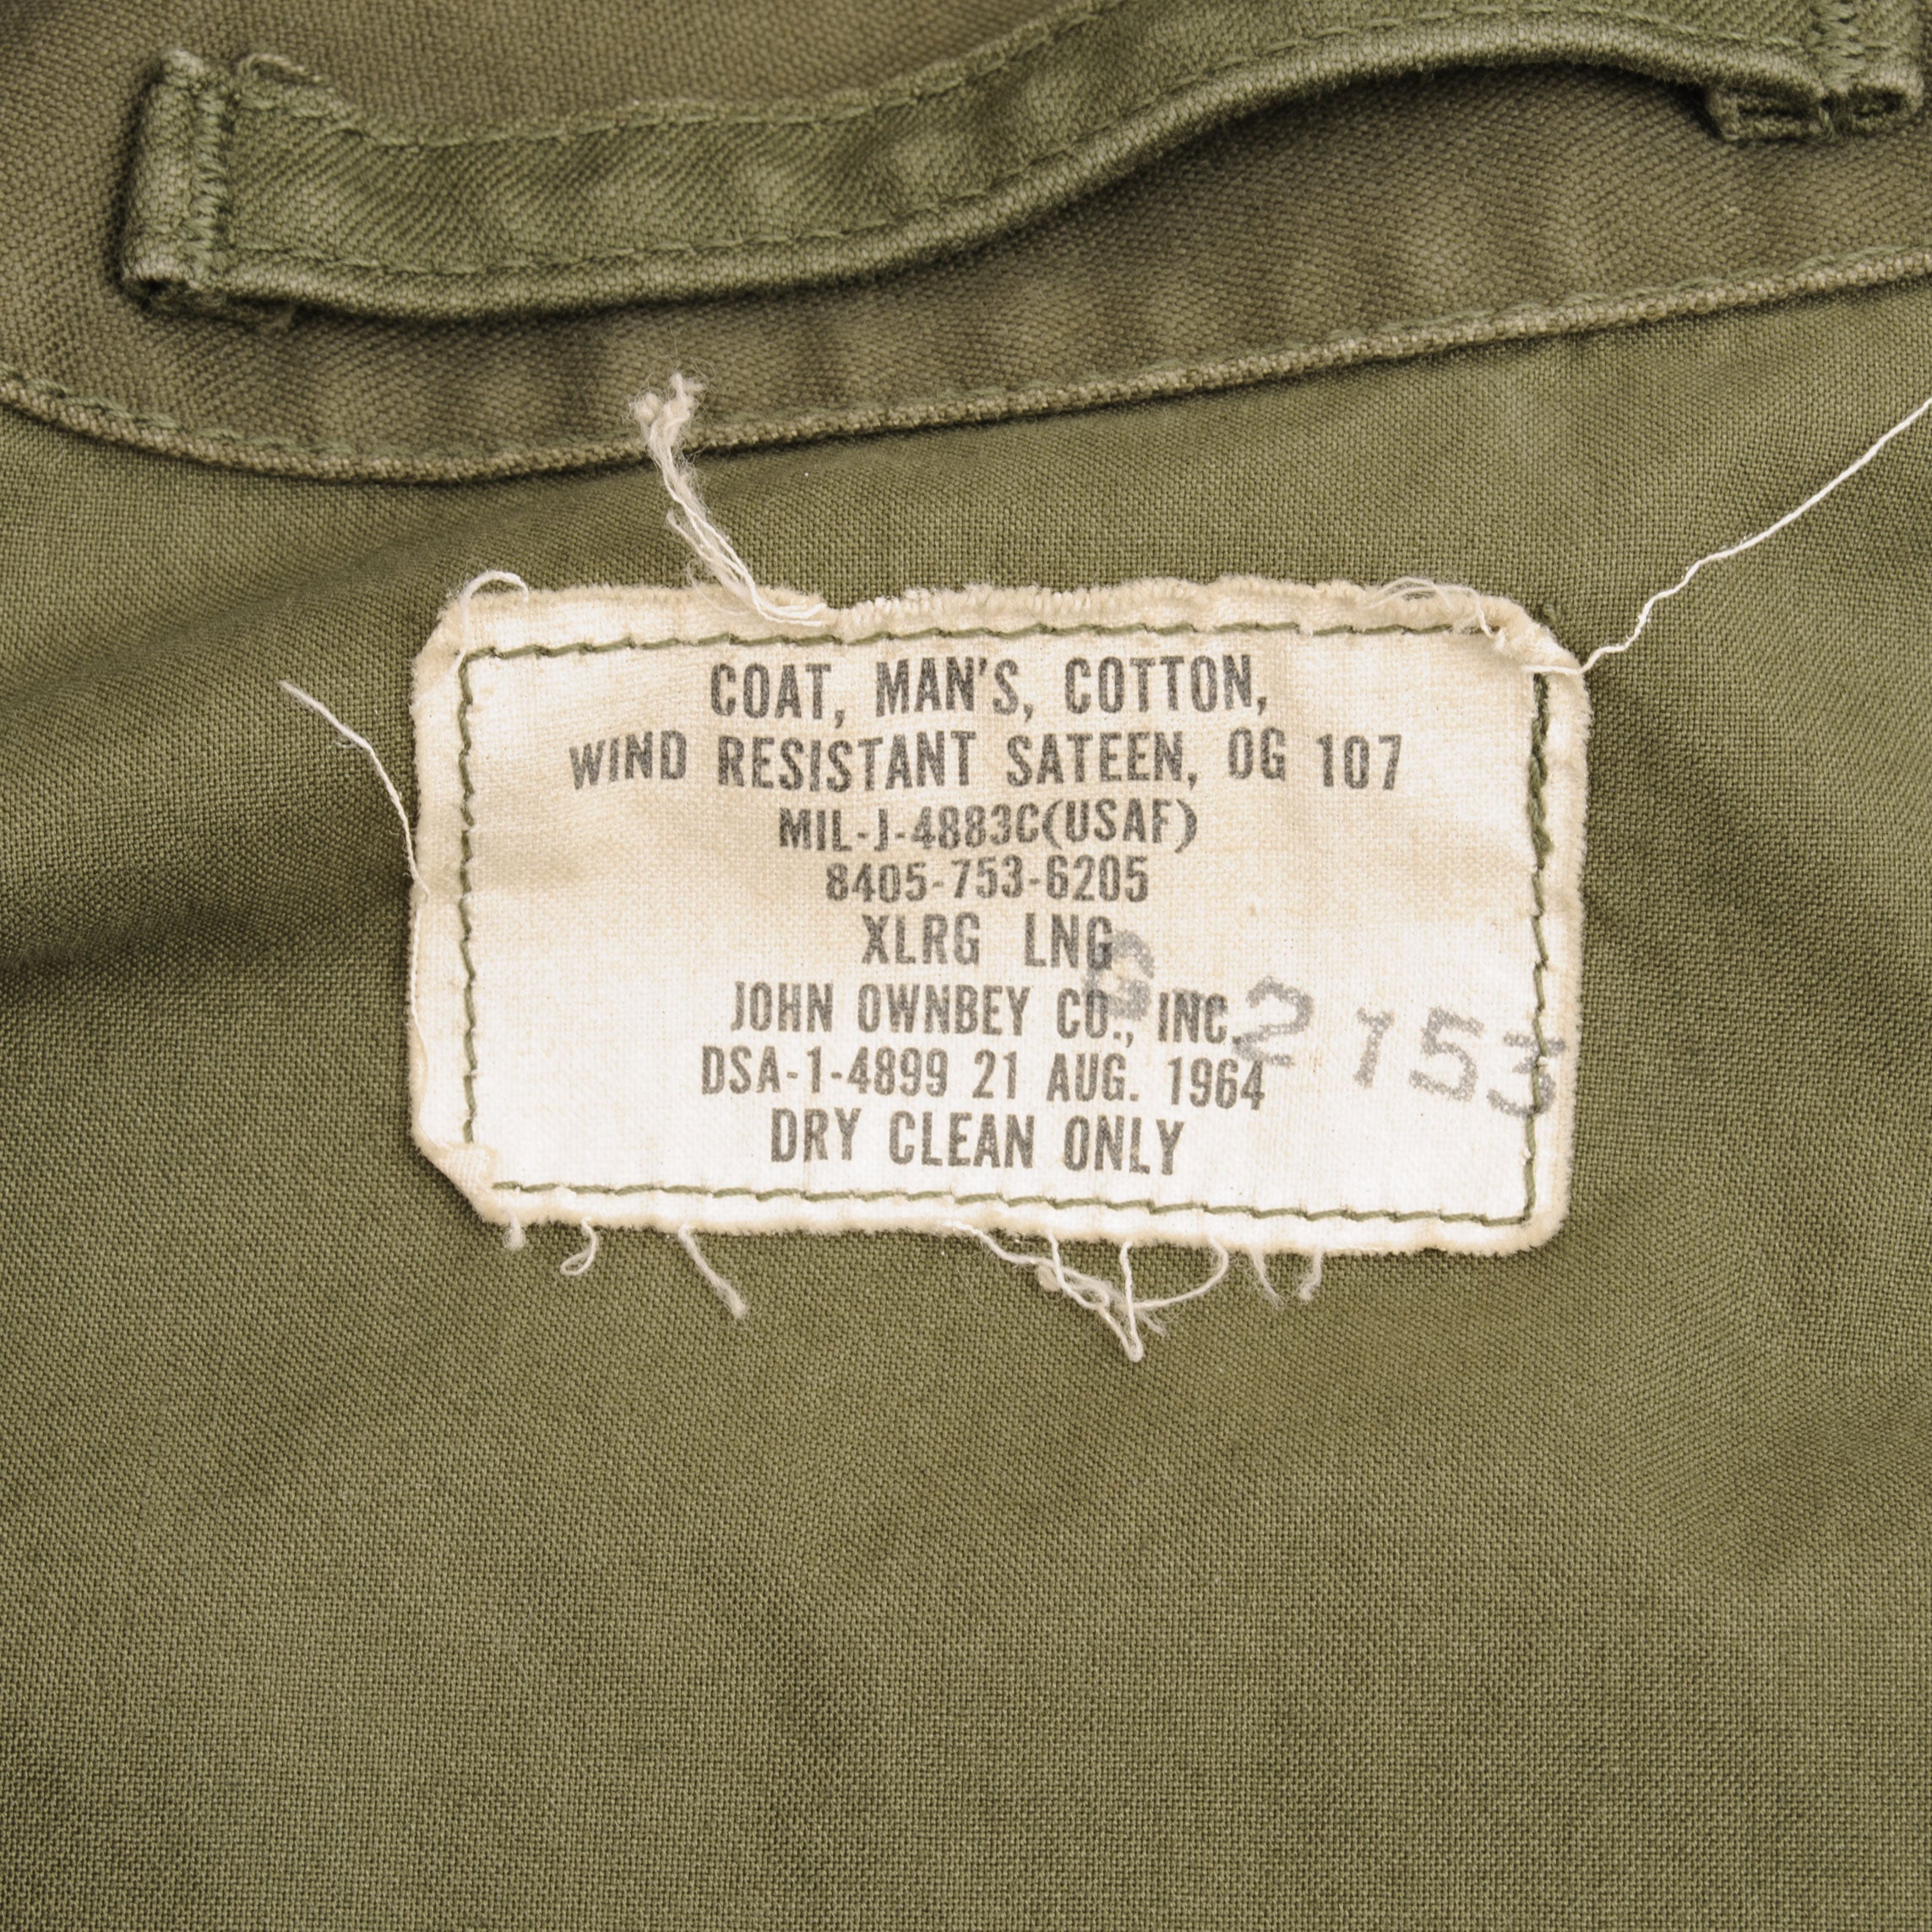 COAT, MAN'S, COTTON,
WIND RESISTANT SATEEN, OG 107
MIL-J-4883C(USAF)
8405-753-6205
XLRG LNG
JOHN OWNBEY CO., INC.
DSA-1-4899 21 AUG. 1964
DRY CLEAN ONLY
G-2153